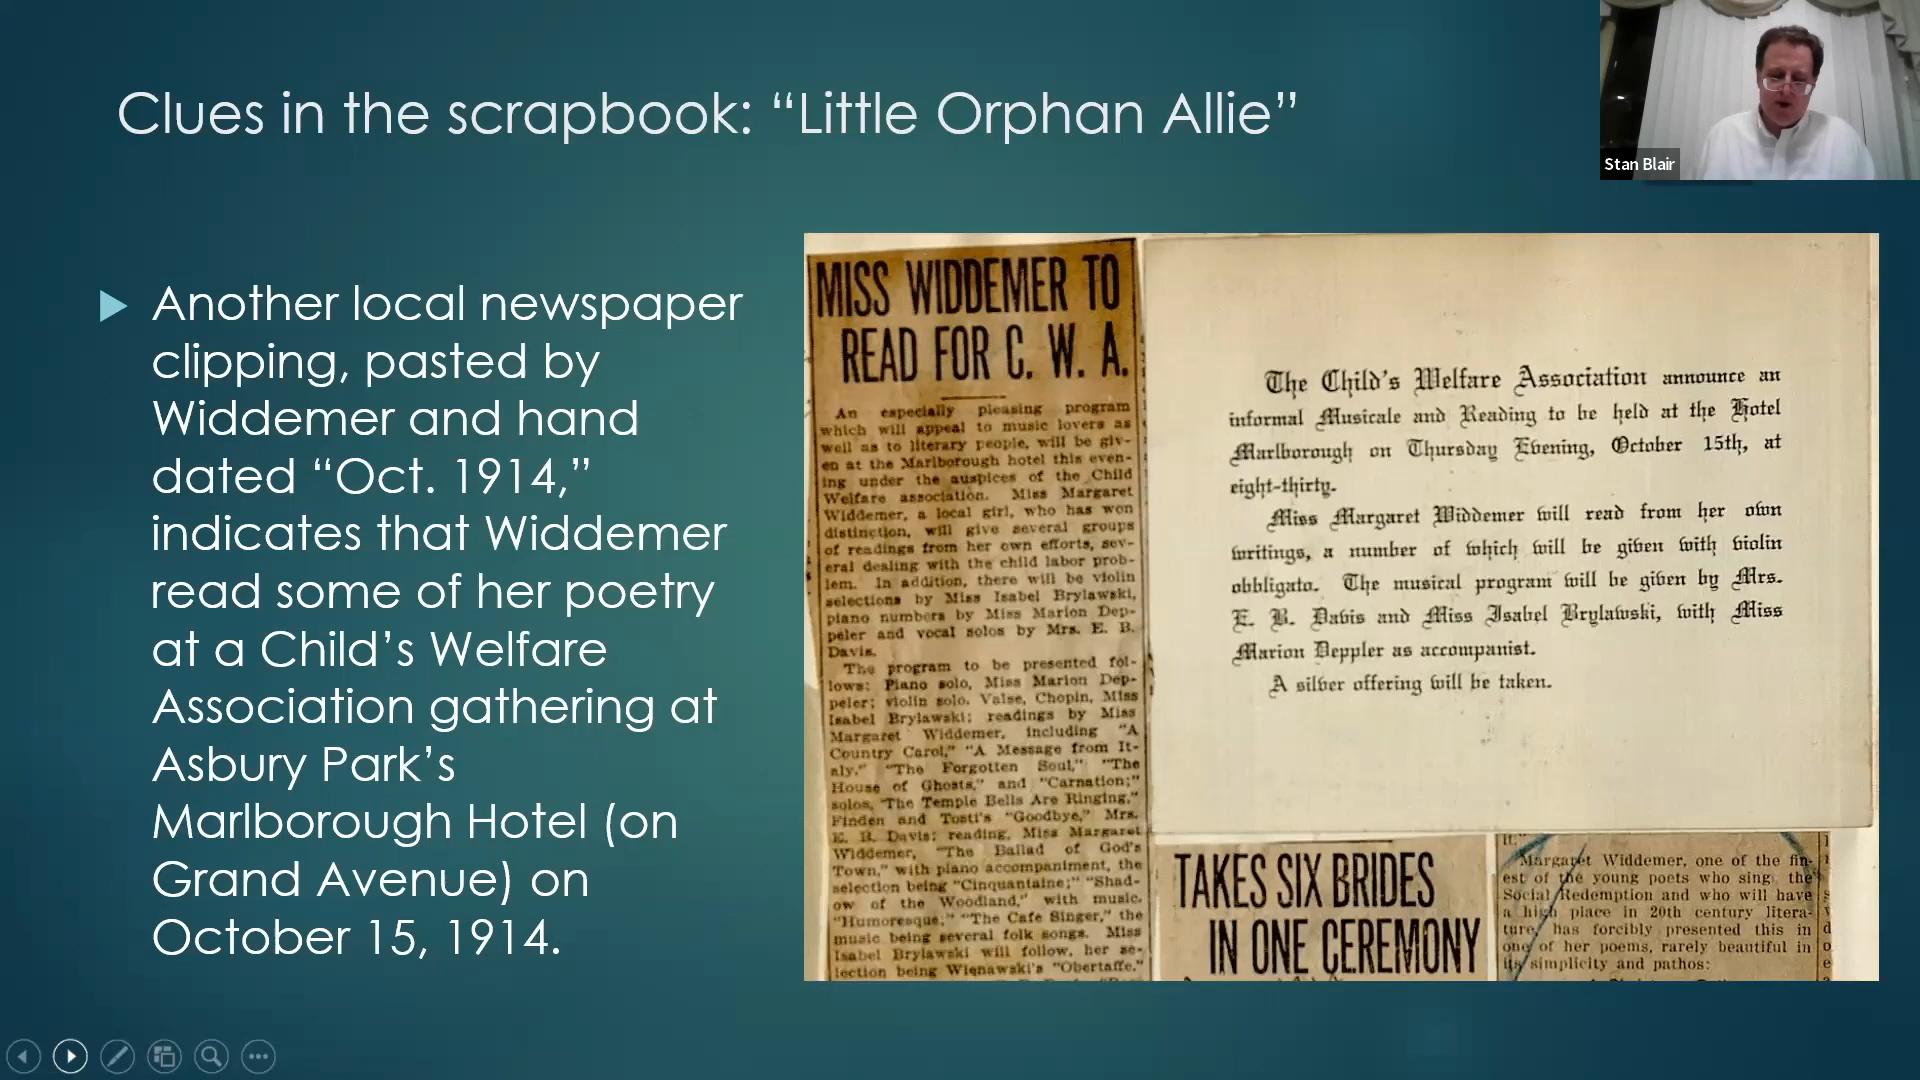 Clues in the scrapbook: “Little Orphan Allie”
Stan Blair
Another local newspaper
clipping, pasted by
Widdemer and hand
dated “Oct. 1914,”
indicates that Widdemer
read some of her poetry
at a Child’s Welfare
Association gathering at
Asbury Park’s
Marlborough Hotel (on
Grand Avenue) on
October 15, 1914.
MISS WIDDEMER TO
READ FOR C. W. A.
An especially pleasing program
which will appeal to music lovers as
well as to literary people, will be giv-
en at the Marlborough hotel this even-
ing under the auspices of the Child
Welfare association. Miss Margaret
Widdemer, a local girl, who has won
distinction, will give several groups
of readings from her own efforts, sev-
eral dealing with the child labor prob-
lem. In addition, there will be violin
selections by Miss Isabel Brylawski,
piano numbers by Miss Marion Dep-
peler and vocal solos by Mrs. E. B.
Davis.
The program to be presented fol-
lows: Piano solo, Miss Marion Dep-
peler; violin solo, Valse, Chopin, Miss
Isabel Brylawski; readings by Miss
Margaret Widdemer, including “A
Country Carol,” “A Message from It-
aly,” “The Forgotten Soul,” “The
House of Ghosts,” and “Carnation;”
solos, “The Temple Bells Are Ringing,”
Finden and Tosti’s “Goodbye,” Mrs.
E. B. Davis; reading, Miss Margaret
Widdemer, “The Ballad of God’s
Town,” with piano accompaniment, the
selection being “Cinquantaine;” “Shad-
ow of the Woodland,” with music,
“Humoresque;” “The Cafe Singer,” the
music being several folk songs. Miss
Isabel Brylawski will follow, her se-
lection being Wienawski’s “Obertaffe.”
The Child’s Welfare Association announce an
informal Musicale and Reading to be held at the Hotel
Marlborough on Thursday Evening, October 15th, at
eight-thirty.
Miss Margaret Widdemer will read from her own
writings, a number of which will be given with violin
obbligato. The musical program will be given by Mrs.
E. B. Davis and Miss Isabel Brylawski, with Miss
Marion Deppler as accompanist.
A silver offering will be taken.
TAKES SIX BRIDES
IN ONE CEREMONY
it.”
Margaret Widdemer, one of the fin-
est of the young poets who sing the
Social Redemption and who will have
a high place in 20th century litera-
ture, has forcibly presented this in
one of her poems, rarely beautiful in
its simplicity and pathos: